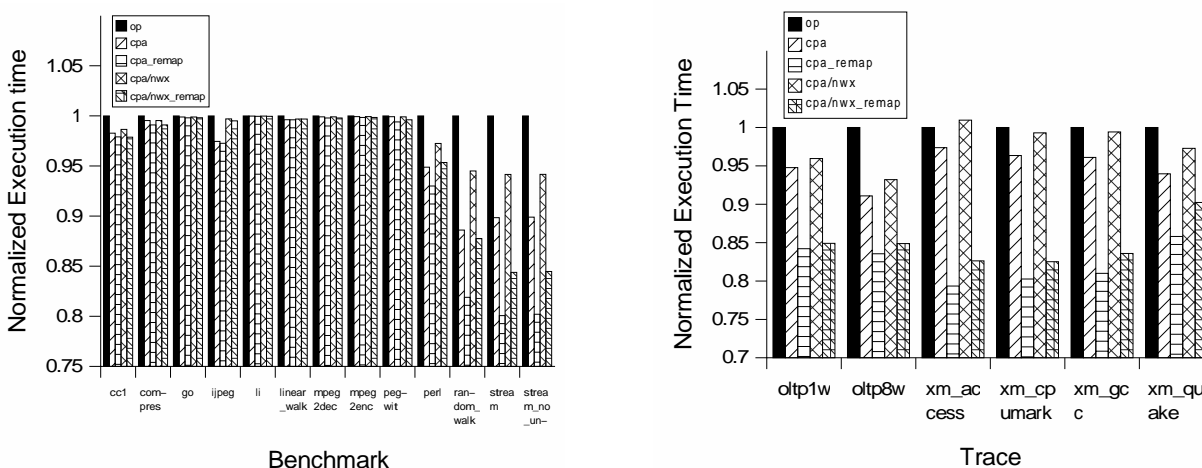 op
cpa
cpa_remap
cpa/nwx
cpa/nwx_remap
Normalized Execution time
1.05
1
0.95
0.9
0.85
0.8
0.75
cc1
com–
pres
go
ijpeg
li
linear
_walk
mpeg
2dec
mpeg
2enc
peg–
wit
perl
ran–
dom_
walk
strea
m
strea
m_no
_un–
Benchmark
op
cpa
cpa_remap
cpa/nwx
cpa/nwx_remap
Normalized Execution Time
1.05
1
0.95
0.9
0.85
0.8
0.75
0.7
oltp1w
oltp8w
xm_ac
cess
xm_cp
umark
xm_gc
c
xm_qu
ake
Trace